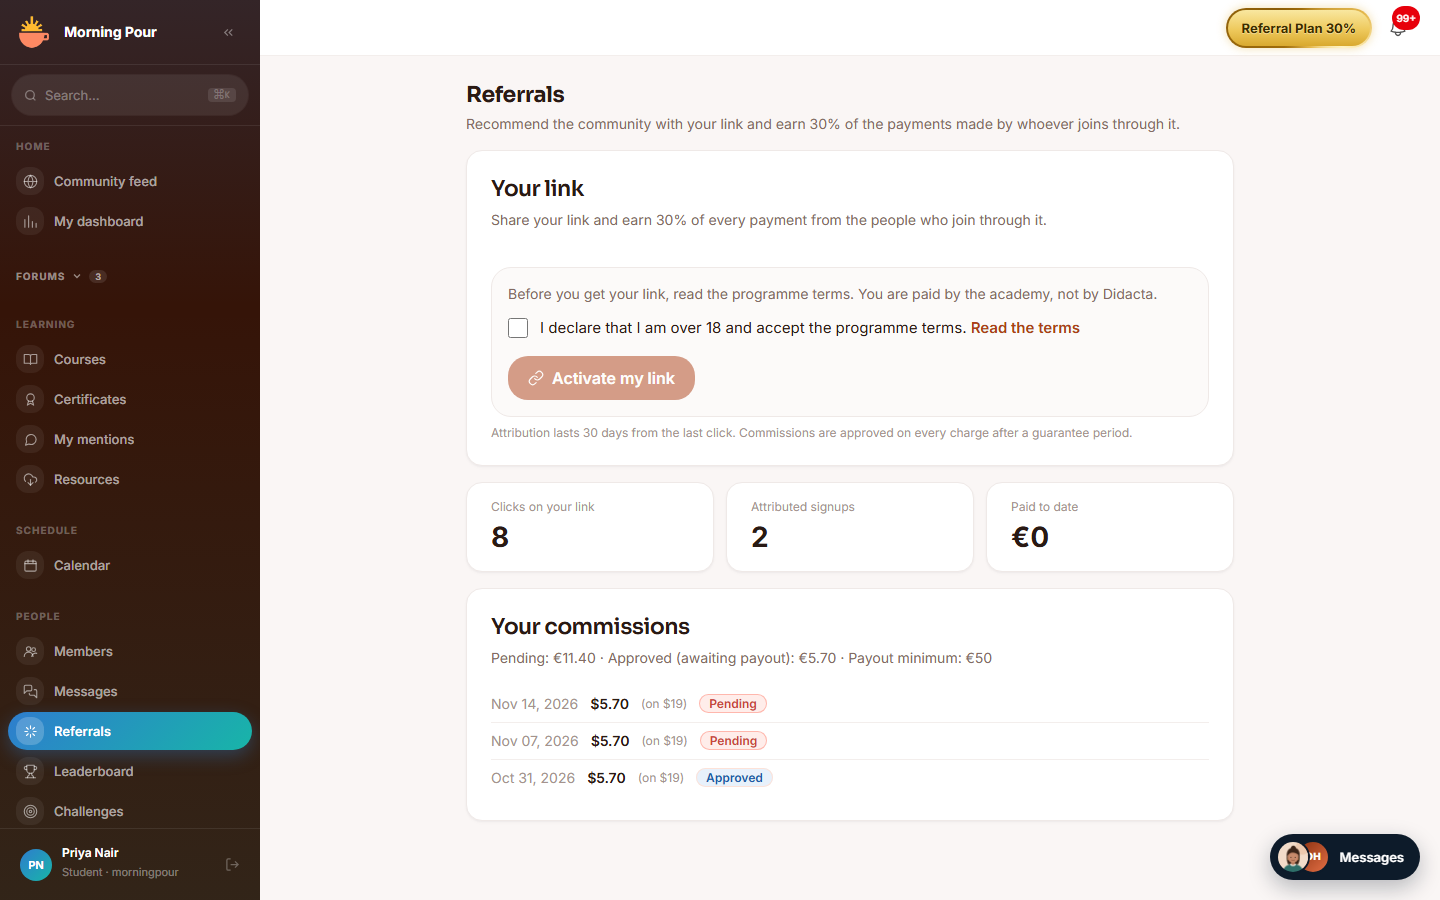 Morning Pour
Referral Plan 30%
99+
Search...
⌘K
HOME
Community feed
My dashboard
FORUMS 3
LEARNING
Courses
Certificates
My mentions
Resources
SCHEDULE
Calendar
PEOPLE
Members
Messages
Referrals
Leaderboard
Challenges
PN
Priya Nair
Student · morningpour
Referrals
Recommend the community with your link and earn 30% of the payments made by whoever joins through it.
Your link
Share your link and earn 30% of every payment from the people who join through it.
Before you get your link, read the programme terms. You are paid by the academy, not by Didacta.
I declare that I am over 18 and accept the programme terms. Read the terms
Activate my link
Attribution lasts 30 days from the last click. Commissions are approved on every charge after a guarantee period.
Clicks on your link
8
Attributed signups
2
Paid to date
€0
Your commissions
Pending: €11.40 · Approved (awaiting payout): €5.70 · Payout minimum: €50
Nov 14, 2026 $5.70 (on $19) Pending
Nov 07, 2026 $5.70 (on $19) Pending
Oct 31, 2026 $5.70 (on $19) Approved
Messages